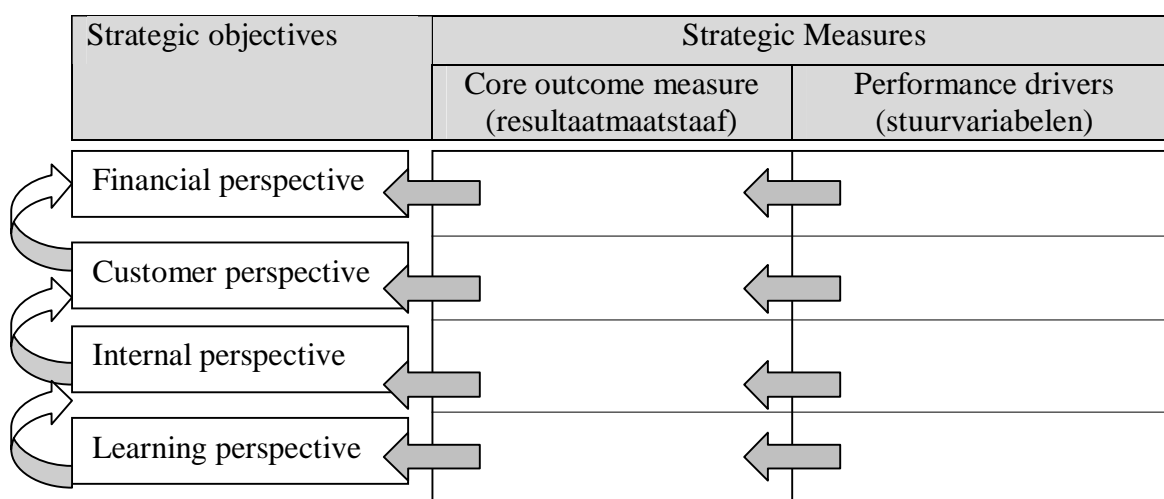 Strategic objectives
Strategic Measures
Core outcome measure
(resultaatmaatstaaf)
Performance drivers
(stuurvariabelen)
Financial perspective
Customer perspective
Internal perspective
Learning perspective